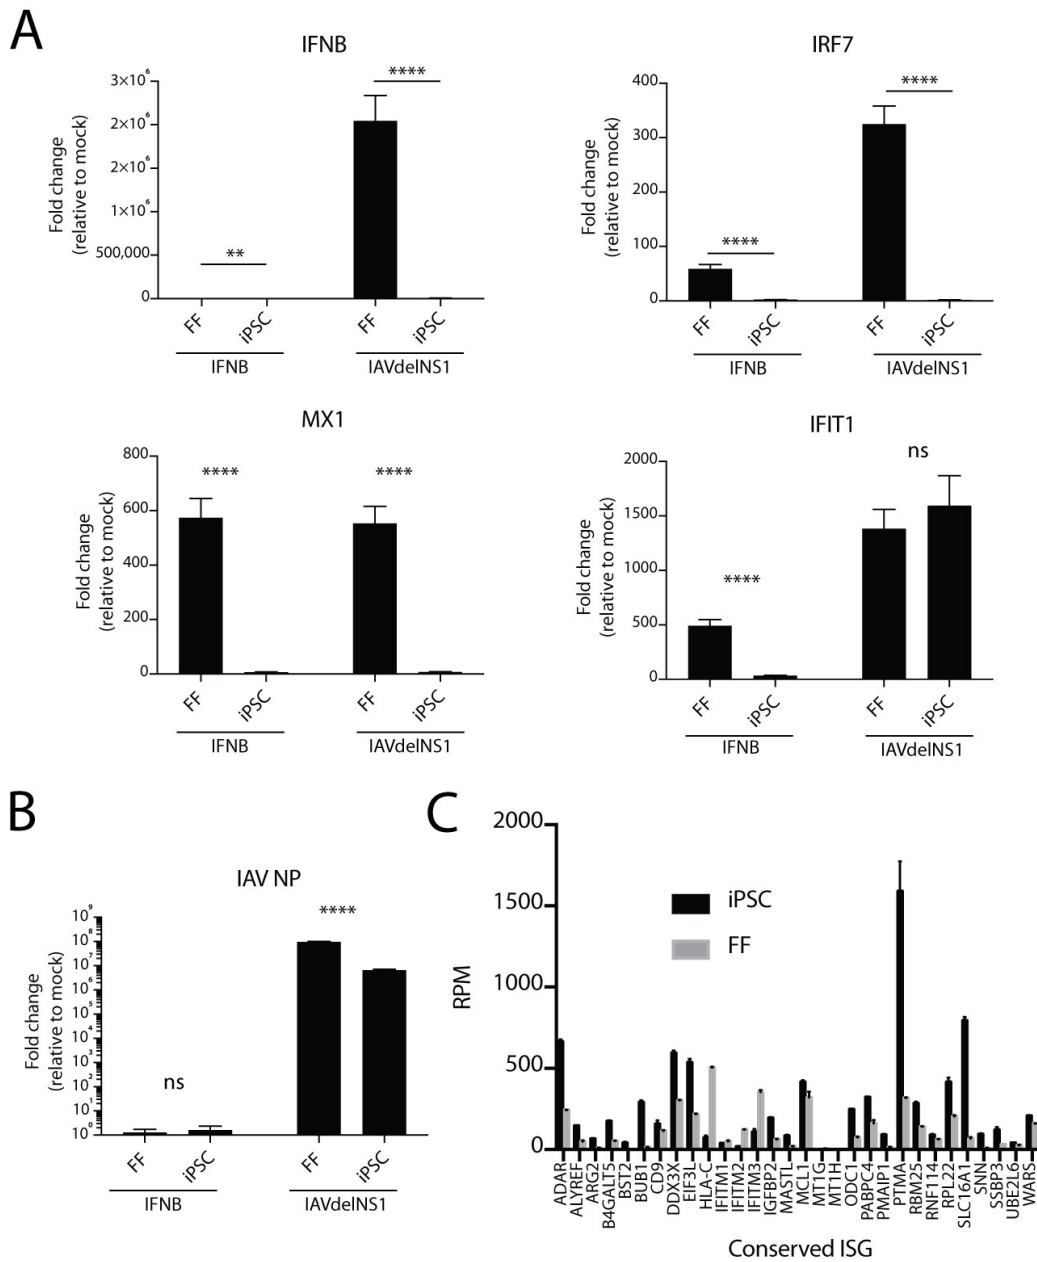 A
IFNB
Fold change
(relative to mock)
3×10⁶
2×10⁶
2×10⁶
1×10⁶
500,000
0
**
****
FF
iPSC
FF
iPSC
IFNB
IAVdelNS1
IRF7
Fold change
(relative to mock)
400
300
200
100
0
****
****
FF
iPSC
FF
iPSC
IFNB
IAVdelNS1
MX1
Fold change
(relative to mock)
800
600
400
200
0
****
****
FF
iPSC
FF
iPSC
IFNB
IAVdelNS1
IFIT1
Fold change
(relative to mock)
2000
1500
1000
500
0
****
ns
FF
iPSC
FF
iPSC
IFNB
IAVdelNS1
B
IAV NP
Fold change
(relative to mock)
10⁹
10⁸
10⁷
10⁶
10⁵
10⁴
10³
10²
10¹
10⁰
ns
****
FF
iPSC
FF
iPSC
IFNB
IAVdelNS1
C
RPM
2000
1500
1000
500
0
iPSC
FF
ADAR
ALYREF
ARG2
B4GALT5
BST2
BUB1
CD9
DDX3X
EIF3L
HLA-C
IFITM1
IFITM2
IFITM3
IGFBP2
MASTL
MCL1
MT1G
MT1H
ODC1
PABPC4
PMAIP1
PTMA
RBM25
RNF114
RPL22
SLC16A1
SNN
SSBP3
UBE2L6
WARS
Conserved ISG